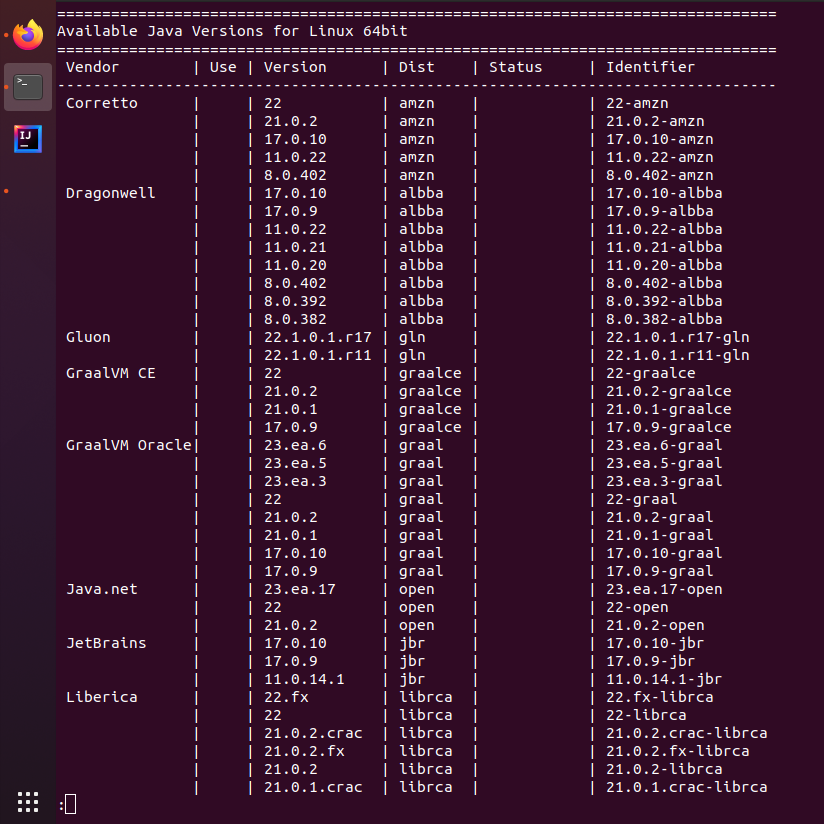 ================================================================================
Available Java Versions for Linux 64bit
================================================================================
 Vendor        | Use | Version      | Dist    | Status     | Identifier
--------------------------------------------------------------------------------
 Corretto      |     | 22           | amzn    |            | 22-amzn
               |     | 21.0.2       | amzn    |            | 21.0.2-amzn
               |     | 17.0.10      | amzn    |            | 17.0.10-amzn
               |     | 11.0.22      | amzn    |            | 11.0.22-amzn
               |     | 8.0.402      | amzn    |            | 8.0.402-amzn
 Dragonwell    |     | 17.0.10      | albba   |            | 17.0.10-albba
               |     | 17.0.9       | albba   |            | 17.0.9-albba
               |     | 11.0.22      | albba   |            | 11.0.22-albba
               |     | 11.0.21      | albba   |            | 11.0.21-albba
               |     | 11.0.20      | albba   |            | 11.0.20-albba
               |     | 8.0.402      | albba   |            | 8.0.402-albba
               |     | 8.0.392      | albba   |            | 8.0.392-albba
               |     | 8.0.382      | albba   |            | 8.0.382-albba
 Gluon         |     | 22.1.0.1.r17 | gln     |            | 22.1.0.1.r17-gln
               |     | 22.1.0.1.r11 | gln     |            | 22.1.0.1.r11-gln
 GraalVM CE    |     | 22           | graalce |            | 22-graalce
               |     | 21.0.2       | graalce |            | 21.0.2-graalce
               |     | 21.0.1       | graalce |            | 21.0.1-graalce
               |     | 17.0.9       | graalce |            | 17.0.9-graalce
 GraalVM Oracle|     | 23.ea.6      | graal   |            | 23.ea.6-graal
               |     | 23.ea.5      | graal   |            | 23.ea.5-graal
               |     | 23.ea.3      | graal   |            | 23.ea.3-graal
               |     | 22           | graal   |            | 22-graal
               |     | 21.0.2       | graal   |            | 21.0.2-graal
               |     | 21.0.1       | graal   |            | 21.0.1-graal
               |     | 17.0.10      | graal   |            | 17.0.10-graal
               |     | 17.0.9       | graal   |            | 17.0.9-graal
 Java.net      |     | 23.ea.17     | open    |            | 23.ea.17-open
               |     | 22           | open    |            | 22-open
               |     | 21.0.2       | open    |            | 21.0.2-open
 JetBrains     |     | 17.0.10      | jbr     |            | 17.0.10-jbr
               |     | 17.0.9       | jbr     |            | 17.0.9-jbr
               |     | 11.0.14.1    | jbr     |            | 11.0.14.1-jbr
 Liberica      |     | 22.fx        | librca  |            | 22.fx-librca
               |     | 22           | librca  |            | 22-librca
               |     | 21.0.2.crac  | librca  |            | 21.0.2.crac-librca
               |     | 21.0.2.fx    | librca  |            | 21.0.2.fx-librca
               |     | 21.0.2       | librca  |            | 21.0.2-librca
               |     | 21.0.1.crac  | librca  |            | 21.0.1.crac-librca
:
>_
IJ